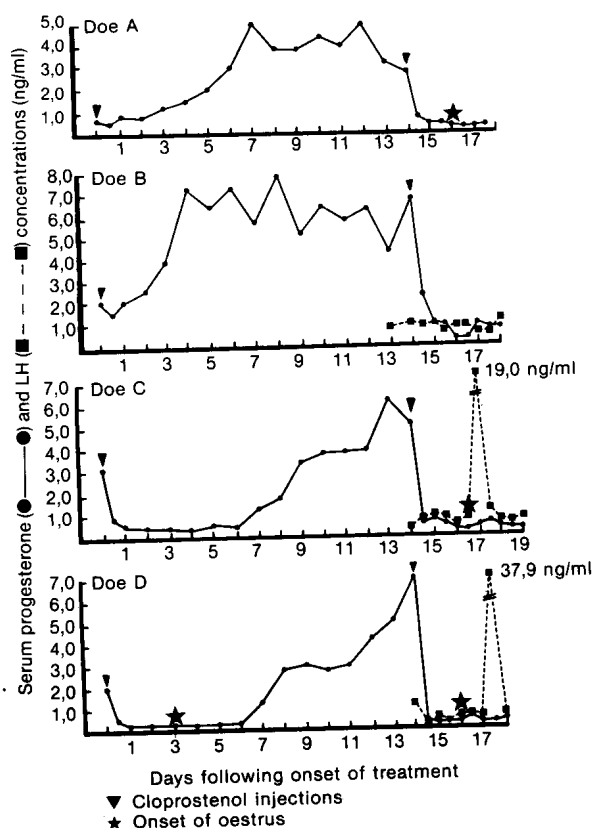 Serum progesterone (●——●) and LH (■– – –■) concentrations (ng/ml)
Doe A
5,0
4,0
3,0
2,0
1,0
1 3 5 7 9 11 13 15 17
Doe B
8,0
7,0
6,0
5,0
4,0
3,0
2,0
1,0
1 3 5 7 9 11 13 15 17
Doe C
19,0 ng/ml
7,0
6,0
5,0
4,0
3,0
2,0
1,0
1 3 5 7 9 11 13 15 17 19
Doe D
37,9 ng/ml
7,0
6,0
5,0
4,0
3,0
2,0
1,0
1 3 5 7 9 11 13 15 17
Days following onset of treatment
▼ Cloprostenol injections
★ Onset of oestrus